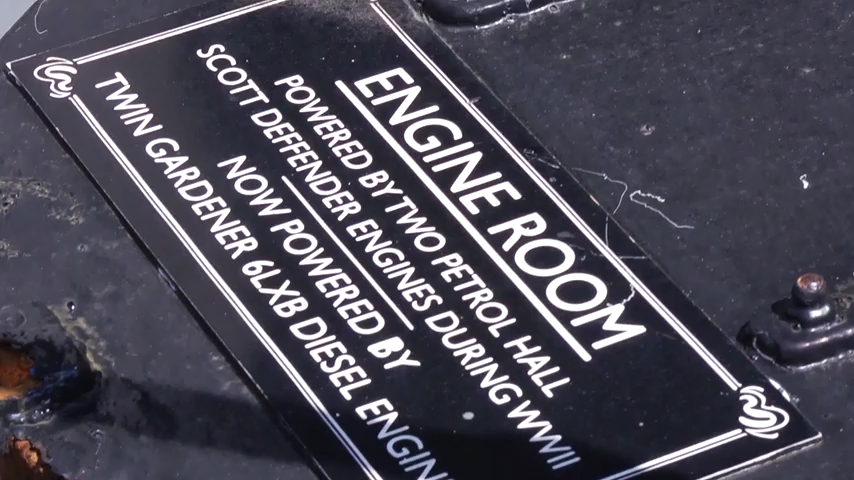 ENGINE ROOM
POWERED BY TWO PETROL HALL
SCOTT DEFFENDER ENGINES DURING WWII
NOW POWERED BY
TWIN GARDENER 6LXB DIESEL ENGIN